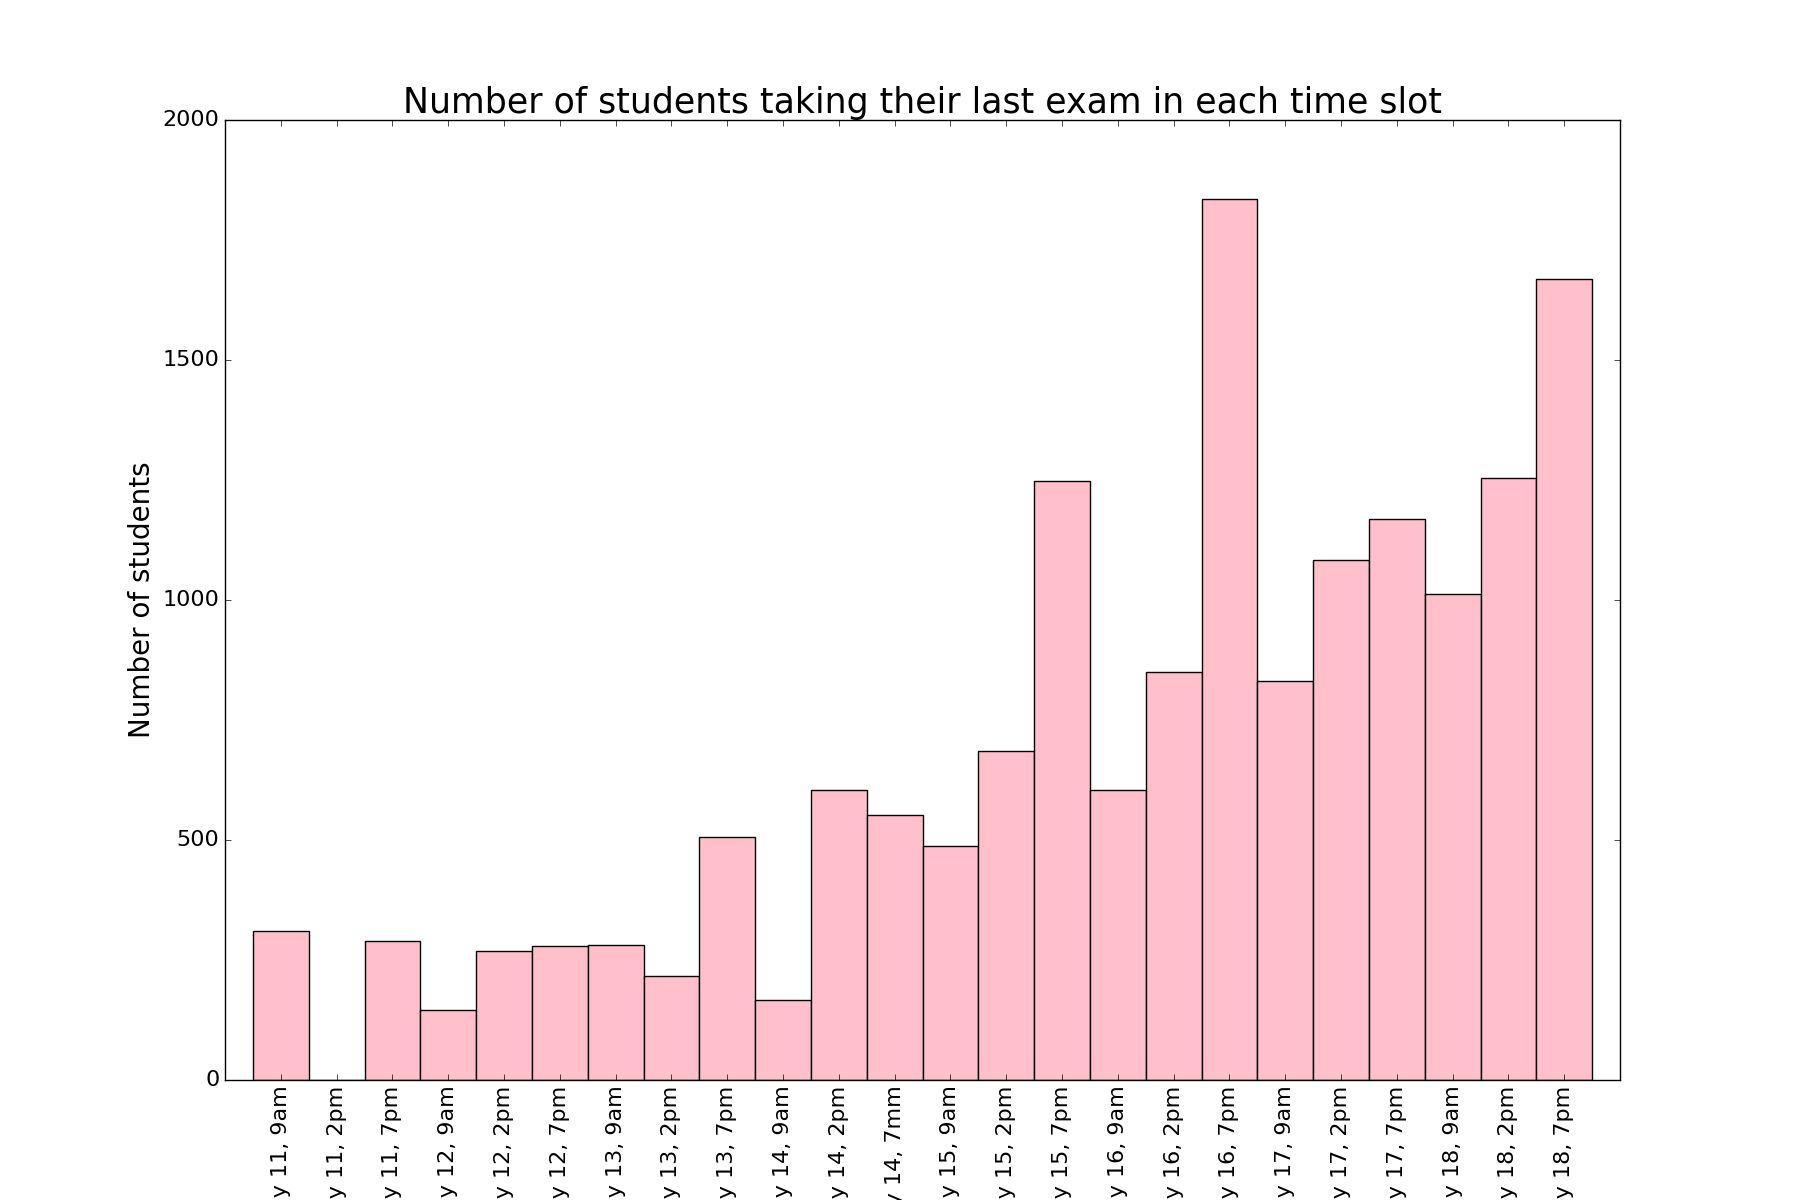 Number of students taking their last exam in each time slot
2000
1500
1000
500
0
Number of students
y 11, 9am
y 11, 2pm
y 11, 7pm
y 12, 9am
y 12, 2pm
y 12, 7pm
y 13, 9am
y 13, 2pm
y 13, 7pm
y 14, 9am
y 14, 2pm
y 14, 7mm
y 15, 9am
y 15, 2pm
y 15, 7pm
y 16, 9am
y 16, 2pm
y 16, 7pm
y 17, 9am
y 17, 2pm
y 17, 7pm
y 18, 9am
y 18, 2pm
y 18, 7pm